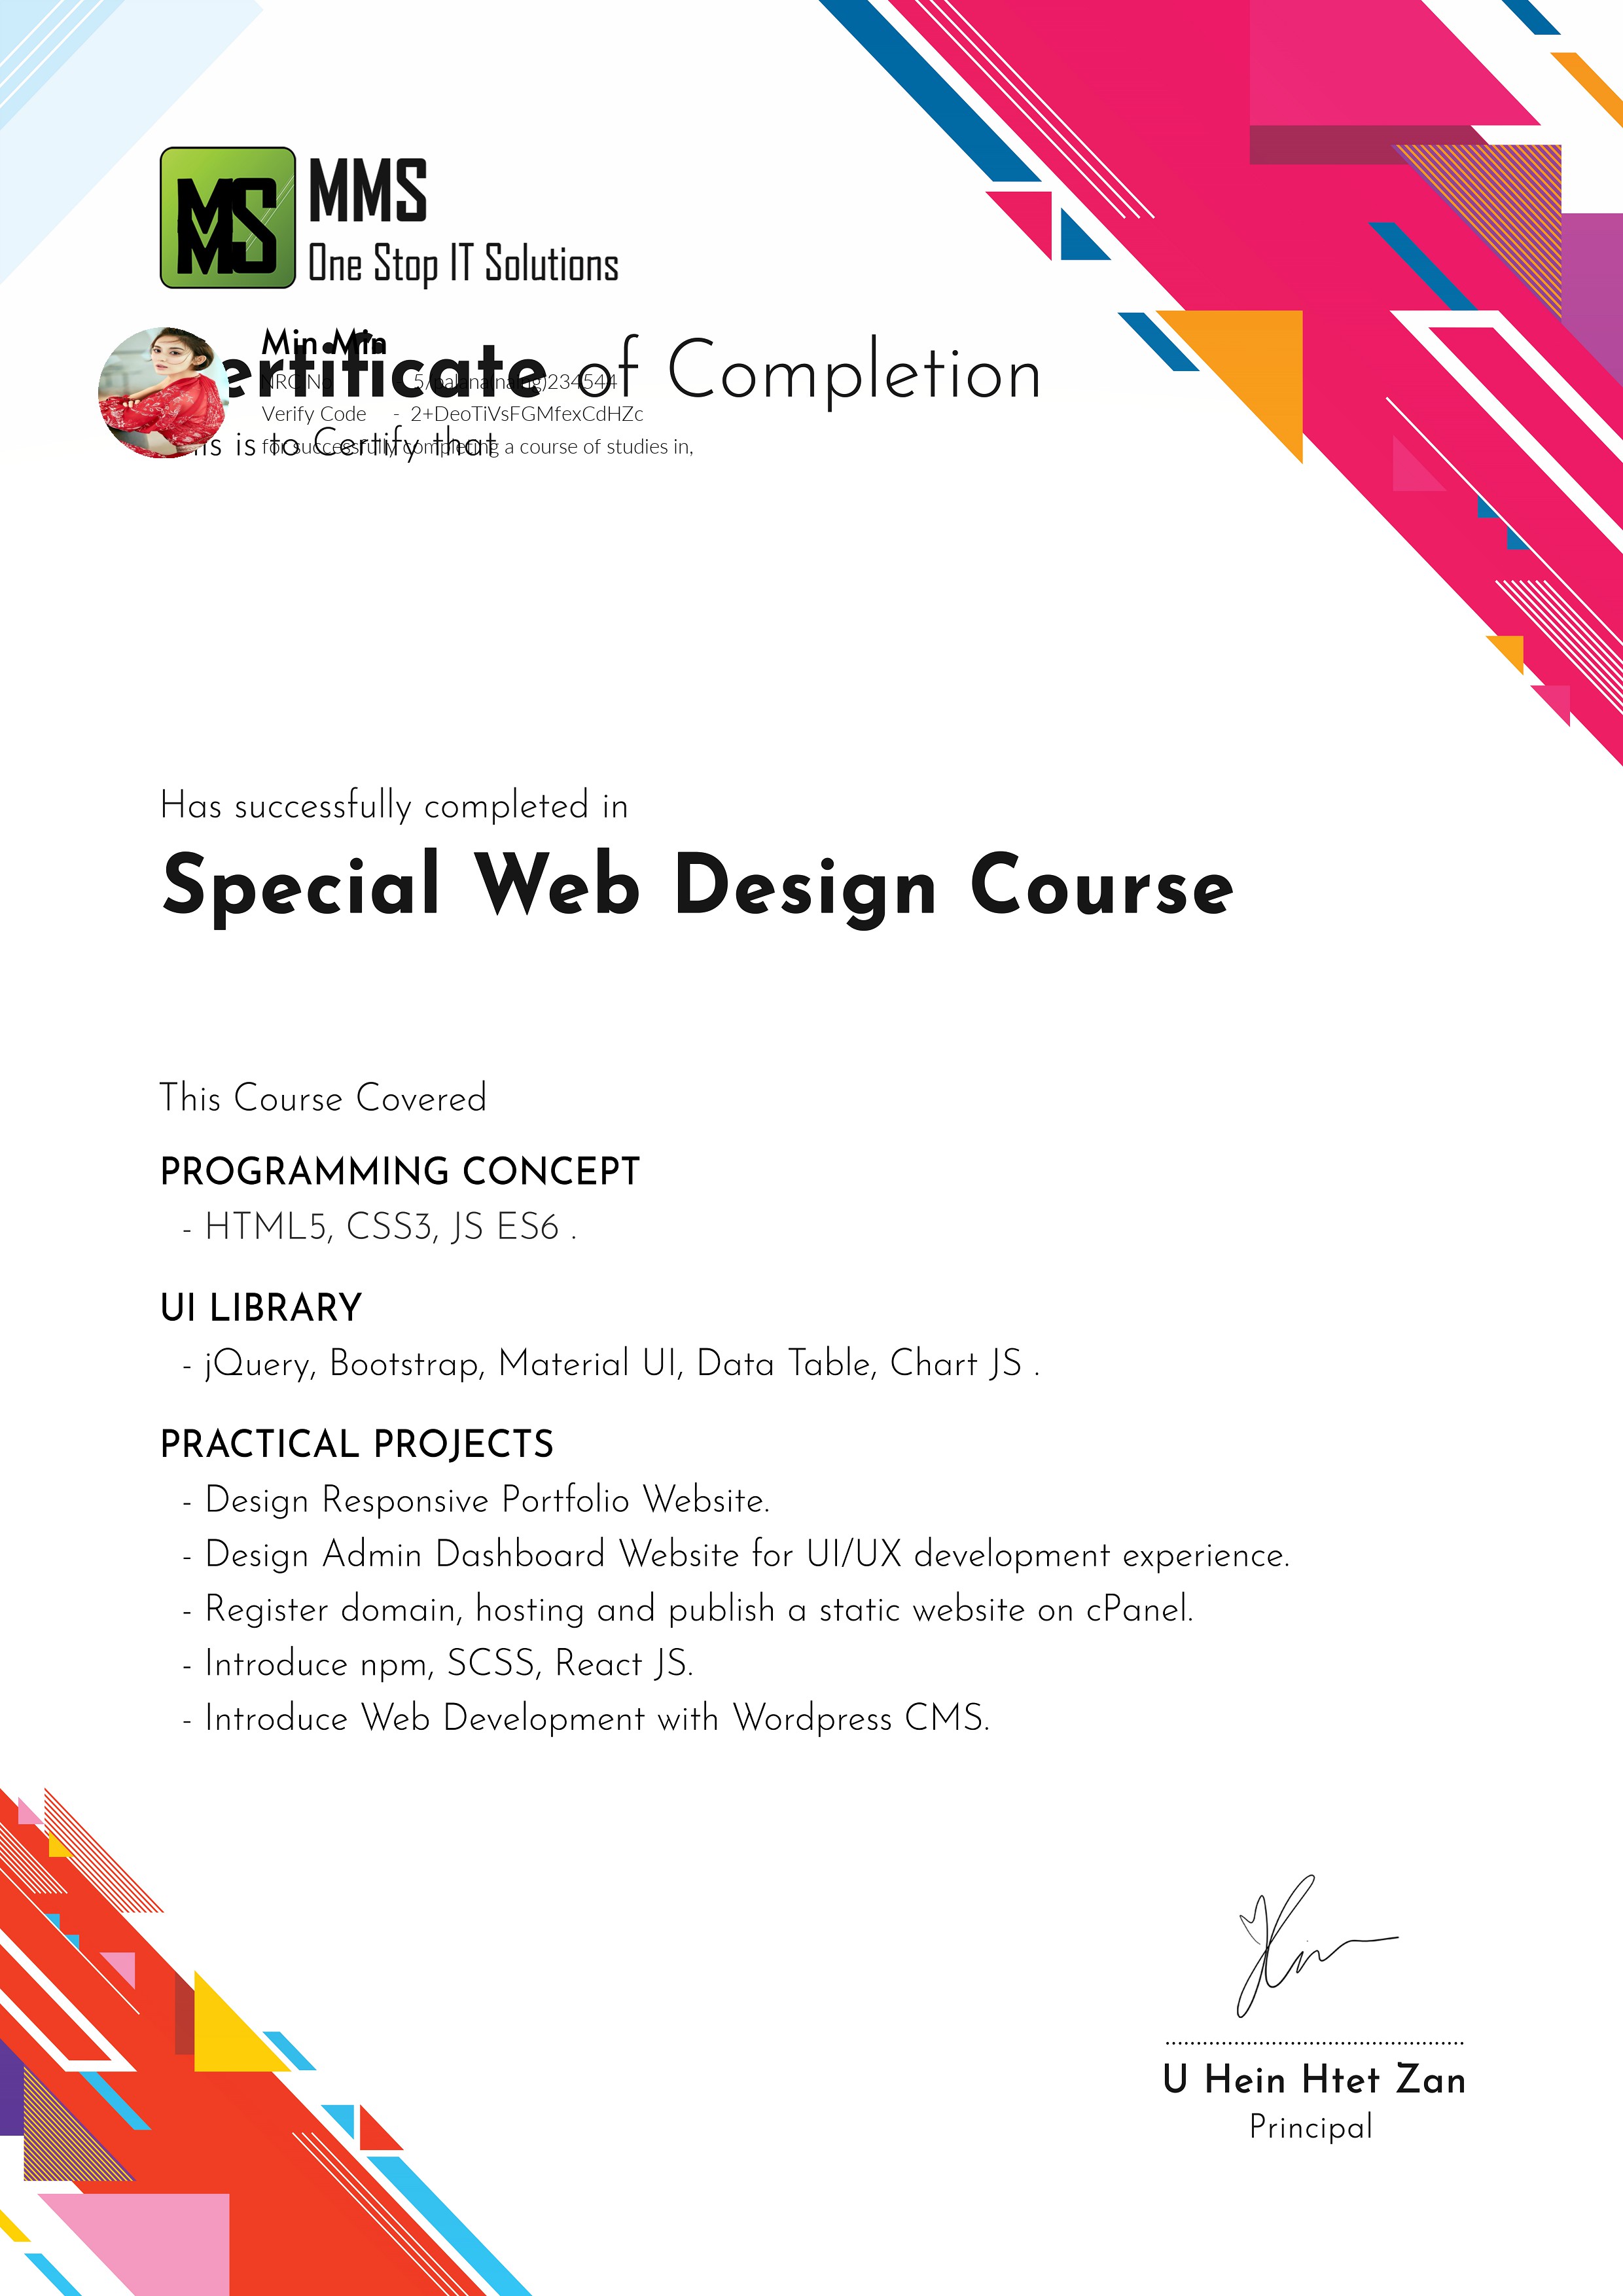 MMS
MMS
One Stop IT Solutions
Min Min
ertificate of Completion
NRC No 5/palana(naing)234544
Verify Code - 2+DeoTiVsFGMfexCdHZc
is is to Certify that
for successfully completing a course of studies in,
Has successfully completed in
Special Web Design Course
This Course Covered
PROGRAMMING CONCEPT
- HTML5, CSS3, JS ES6 .
UI LIBRARY
- jQuery, Bootstrap, Material UI, Data Table, Chart JS .
PRACTICAL PROJECTS
- Design Responsive Portfolio Website.
- Design Admin Dashboard Website for UI/UX development experience.
- Register domain, hosting and publish a static website on cPanel.
- Introduce npm, SCSS, React JS.
- Introduce Web Development with Wordpress CMS.
U Hein Htet Zan
Principal